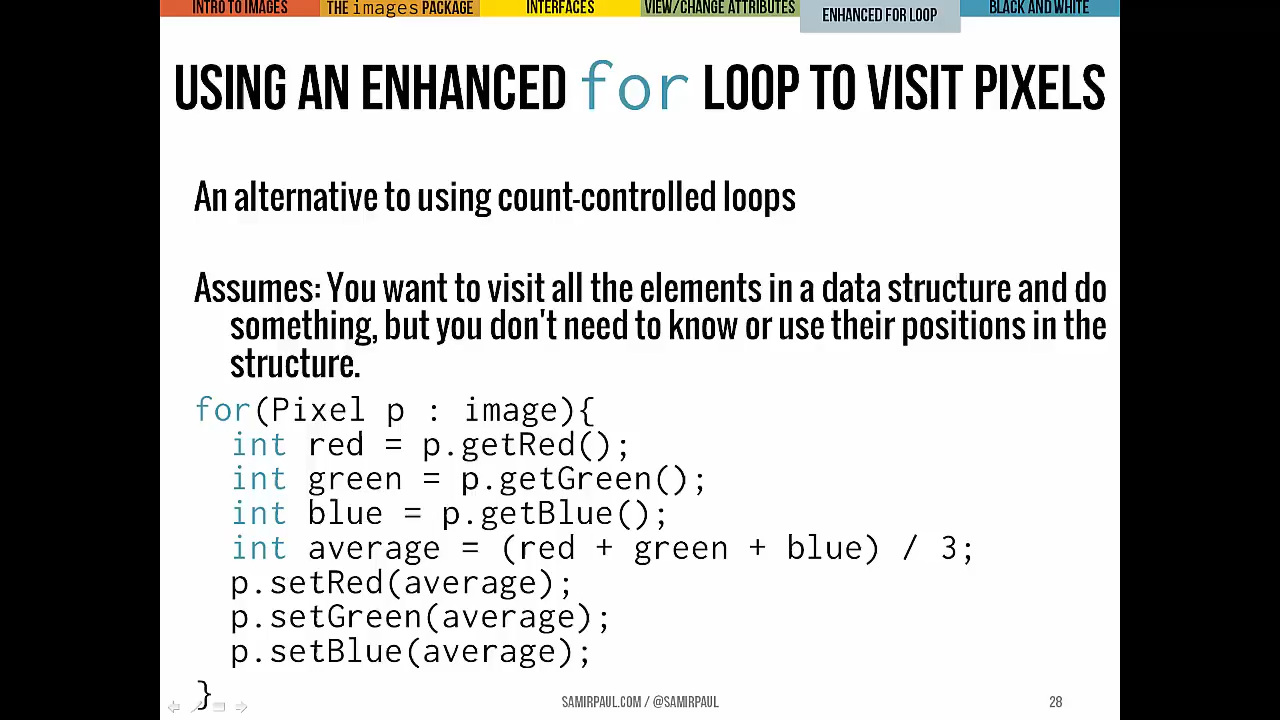 INTRO TO IMAGES
THE images PACKAGE
INTERFACES
VIEW/CHANGE ATTRIBUTES
ENHANCED FOR LOOP
BLACK AND WHITE
USING AN ENHANCED for LOOP TO VISIT PIXELS
An alternative to using count-controlled loops
Assumes: You want to visit all the elements in a data structure and do
something, but you don't need to know or use their positions in the
structure.
for(Pixel p : image){
int red = p.getRed();
int green = p.getGreen();
int blue = p.getBlue();
int average = (red + green + blue) / 3;
p.setRed(average);
p.setGreen(average);
p.setBlue(average);
}
SAMIRPAUL.COM / @SAMIRPAUL
28